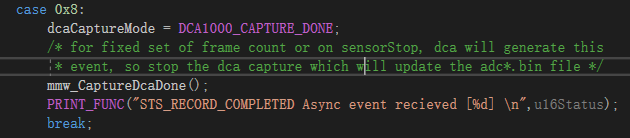 case 0x8:
dcaCaptureMode = DCA1000_CAPTURE_DONE;
/* for fixed set of frame count or on sensorStop, dca will generate this
* event, so stop the dca capture which will update the adc*.bin file */
mmw_CaptureDcaDone();
PRINT_FUNC("STS_RECORD_COMPLETED Async event recieved [%d] \n",u16Status);
break;